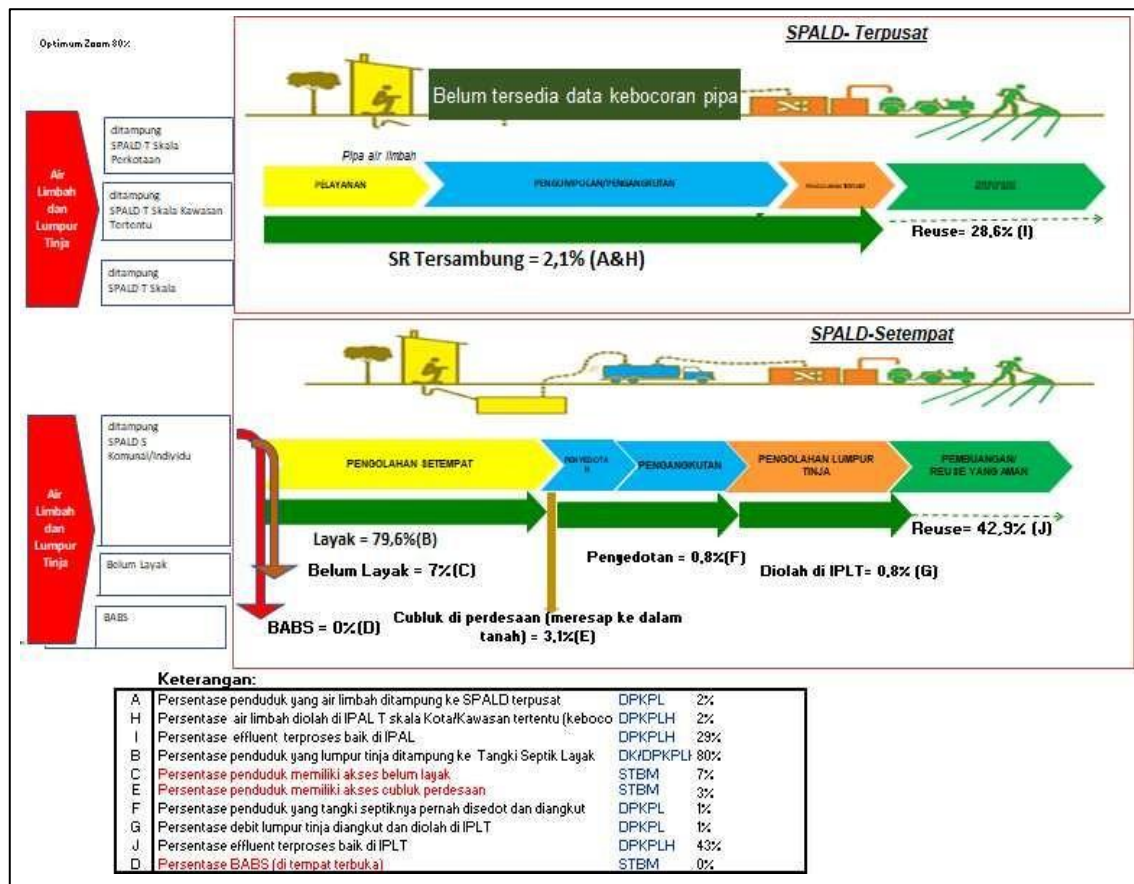 Optimum Zoom 80%
SPALD- Terpusat
Belum tersedia data kebocoran pipa
Air
Limbah
dan
Lumpur
Tinja
ditampung
SPALD-T Skala
Perkotaan
ditampung
SPALD-T Skala Kawasan
Tertentu
ditampung
SPALD-T Skala
Pipa air limbah
PELAYANAN
PENGUMPULAN/PENGANGKUTAN
Reuse= 28,6% (I)
SR Tersambung = 2,1% (A&H)
SPALD-Setempat
Air
Limbah
dan
Lumpur
Tinja
ditampung
SPALD-S
Komunal/Individu
Belum Layak
BABS
PENGOLAHAN SETEMPAT
PENYEDOTAN
PENGANGKUTAN
PENGOLAHAN LUMPUR
TINJA
PEMBUANGAN/
REUSE YANG AMAN
Layak = 79,6%(B)
Belum Layak = 7%(C)
BABS = 0%(D)
Cubluk di perdesaan (meresap ke dalam
tanah) = 3,1%(E)
Penyedotan = 0,8%(F)
Diolah di IPLT= 0,8% (G)
Reuse= 42,9% (J)
Keterangan:
A Persentase penduduk yang air limbah ditampung ke SPALD terpusat DPKPL 2%
H Persentase air limbah diolah di IPAL T skala Kota/Kawasan tertentu (keboco DPKPLH 2%
I Persentase effluent terproses baik di IPAL DPKPLH 29%
B Persentase penduduk yang lumpur tinja ditampung ke Tangki Septik Layak DK/DPKPLH 80%
C Persentase penduduk memiliki akses belum layak STBM 7%
E Persentase penduduk memiliki akses cubluk perdesaan STBM 3%
F Persentase penduduk yang tangki septiknya pernah disedot dan diangkut DPKPL 1%
G Persentase debit lumpur tinja diangkut dan diolah di IPLT DPKPL 1%
J Persentase effluent terproses baik di IPLT DPKPLH 43%
D Persentase BABS (di tempat terbuka) STBM 0%